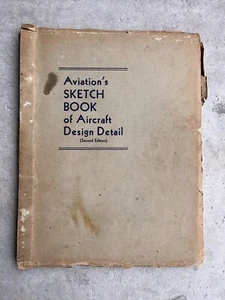 Aviation's
SKETCH
BOOK
of Aircraft
Design Detail
(Second Edition)